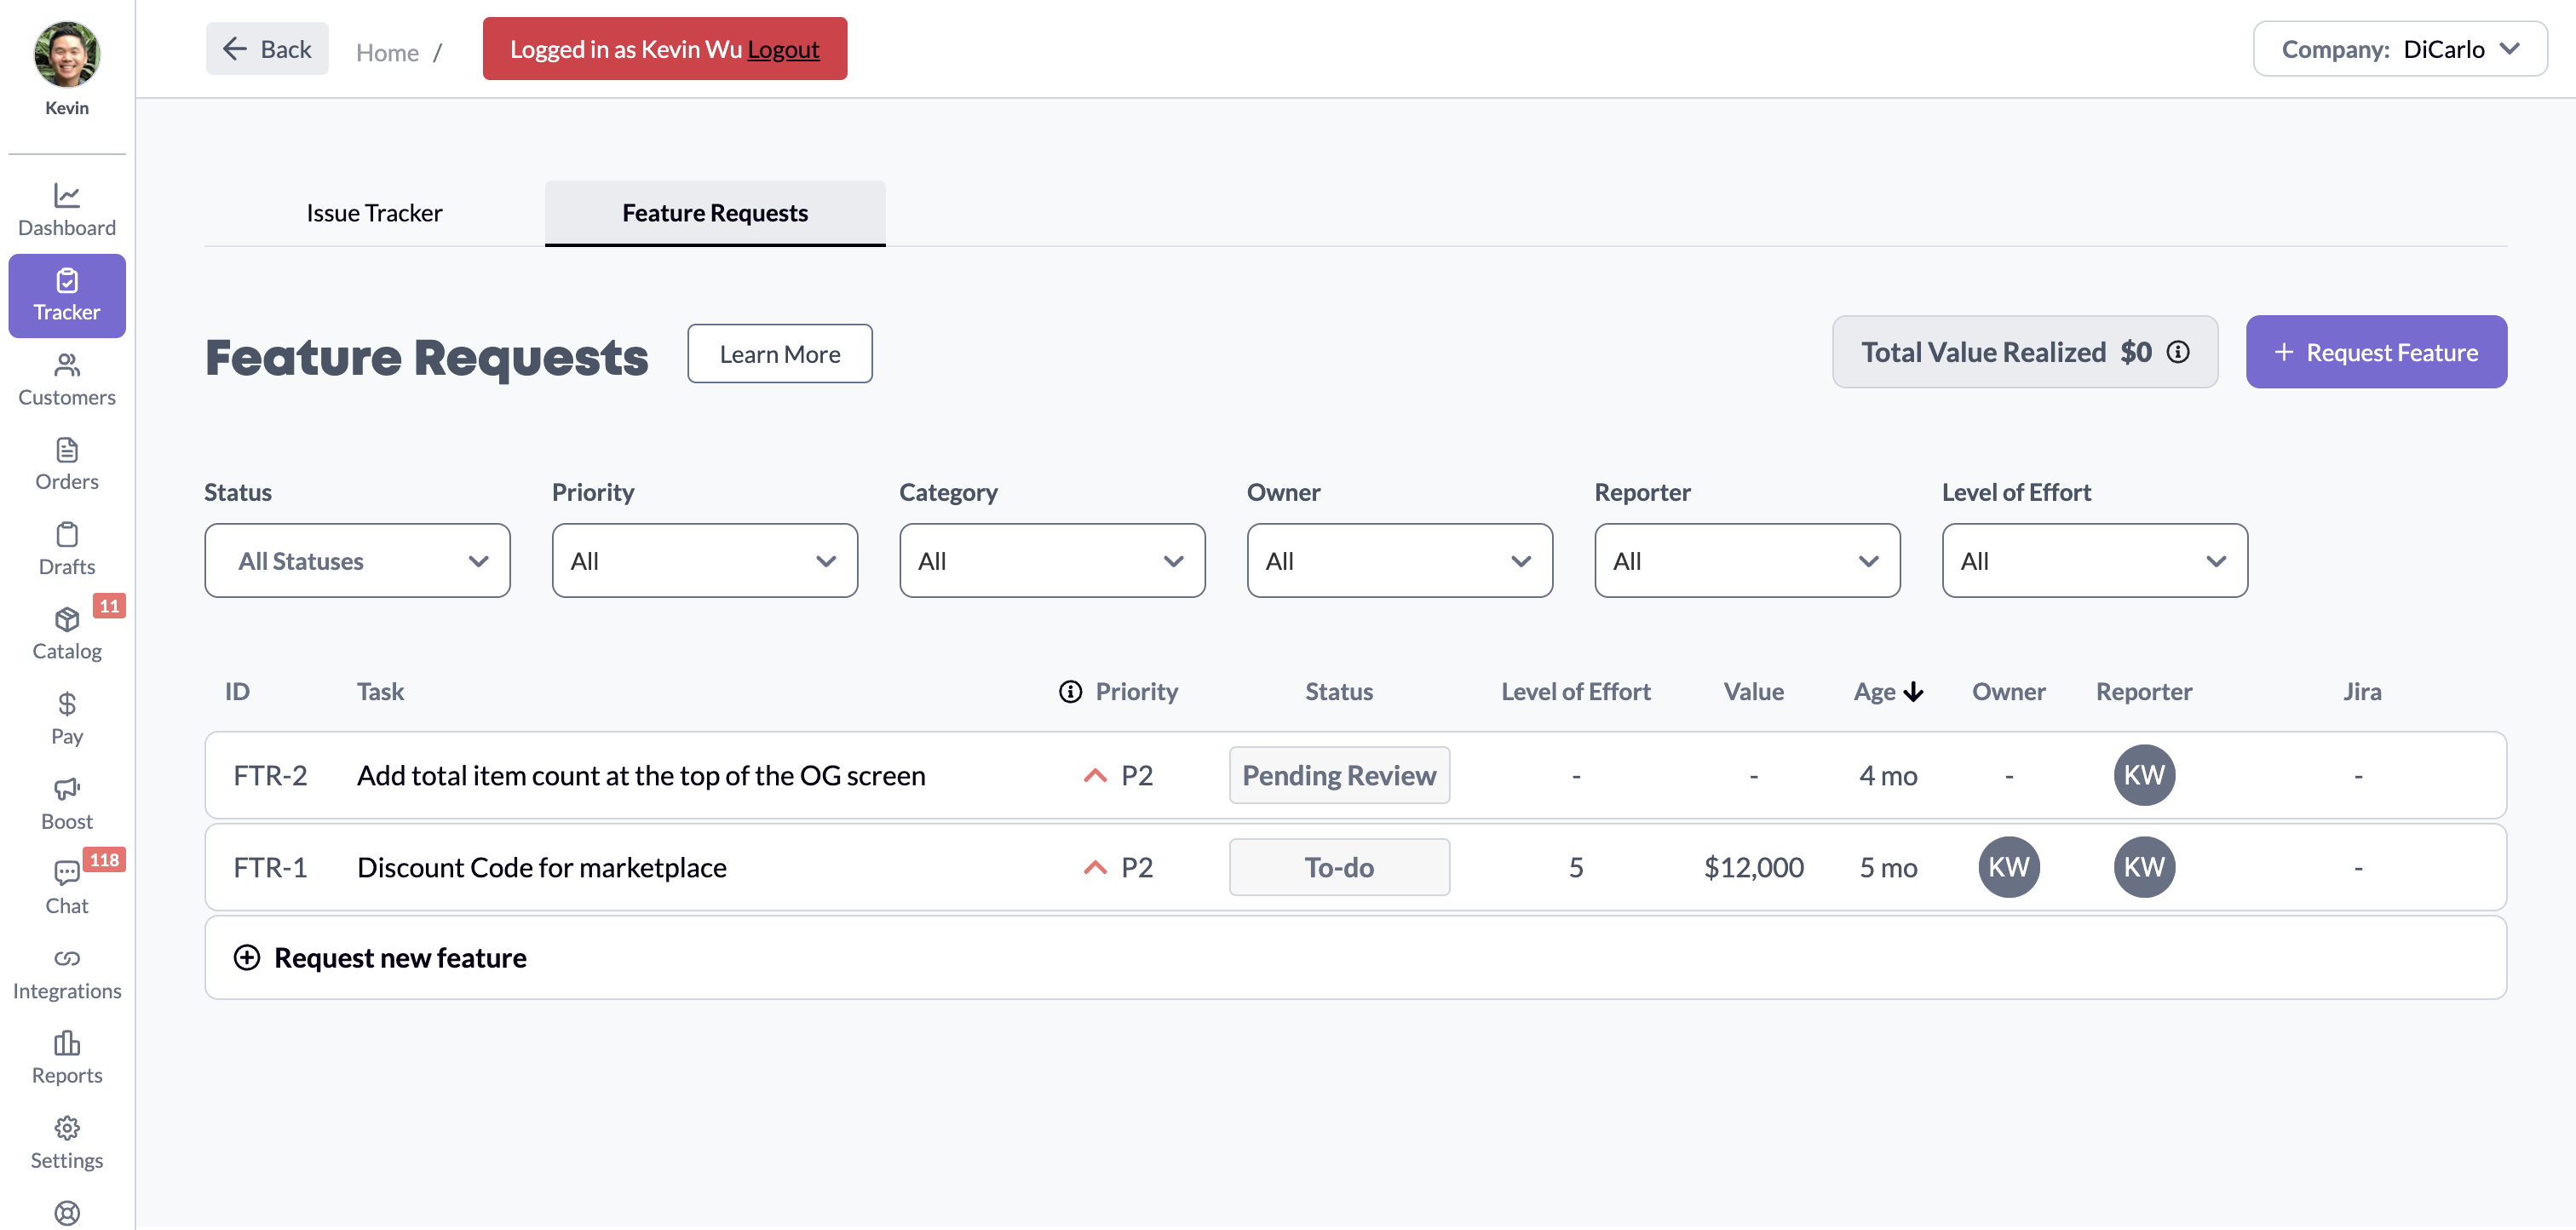 Kevin
Dashboard
Tracker
Customers
Orders
Drafts
11
Catalog
Pay
Boost
118
Chat
Integrations
Reports
Settings
Back Home / Logged in as Kevin Wu Logout Company: DiCarlo
Issue Tracker Feature Requests
Feature Requests Learn More Total Value Realized $0 + Request Feature
Status Priority Category Owner Reporter Level of Effort
All Statuses All All All All All
ID Task Priority Status Level of Effort Value Age Owner Reporter Jira
FTR-2 Add total item count at the top of the OG screen P2 Pending Review - - 4 mo - KW -
FTR-1 Discount Code for marketplace P2 To-do 5 $12,000 5 mo KW KW -
Request new feature